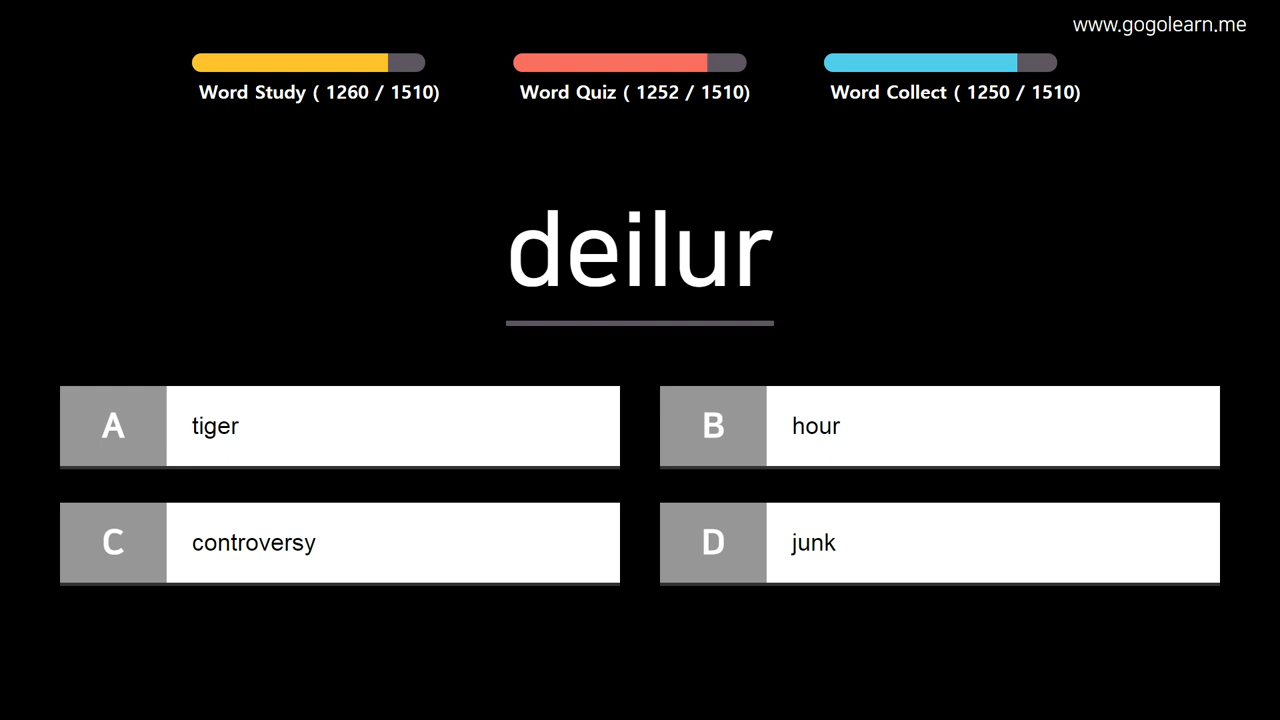 www.gogolearn.me
Word Study ( 1260 / 1510)
Word Quiz ( 1252 / 1510)
Word Collect ( 1250 / 1510)
deilur
A tiger
B hour
C controversy
D junk